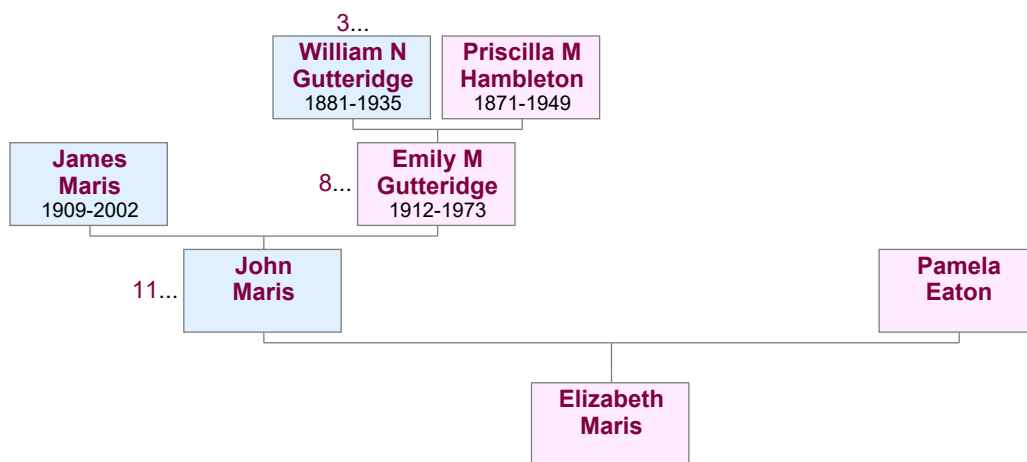 3...
William N
Gutteridge
1881-1935
Priscilla M
Hambleton
1871-1949
James
Maris
1909-2002
8...
Emily M
Gutteridge
1912-1973
11...
John
Maris
Pamela
Eaton
Elizabeth
Maris